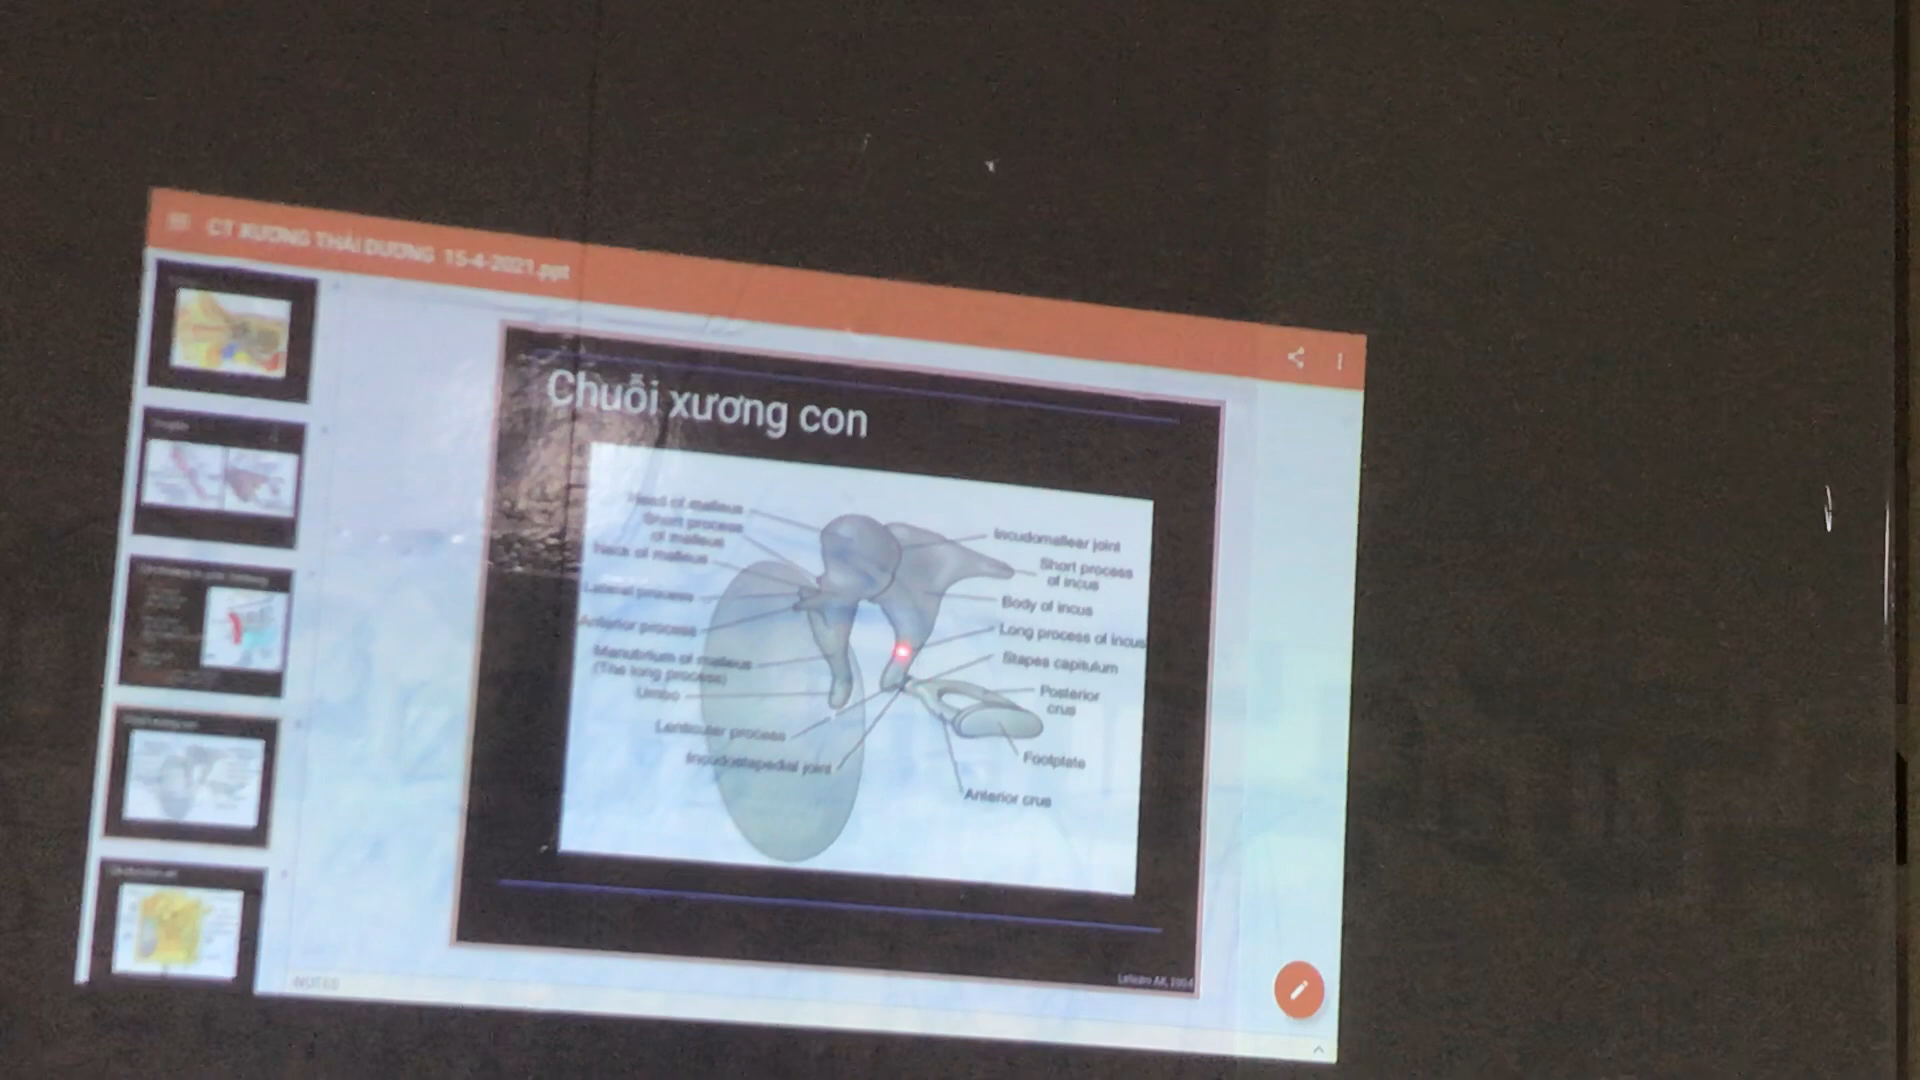 CT XƯƠNG THÁI DƯƠNG 15-4-2021.ppt
Chuỗi xương con
Head of malleus
Short process
of malleus
Neck of malleus
Lateral process
Anterior process
Manubrium of malleus
(The long process)
Umbo
Lenticular process
Incudostapedial joint
Incudomallear joint
Short process
of incus
Body of incus
Long process of incus
Stapes capitulum
Posterior
crus
Footplate
Anterior crus
NOTES